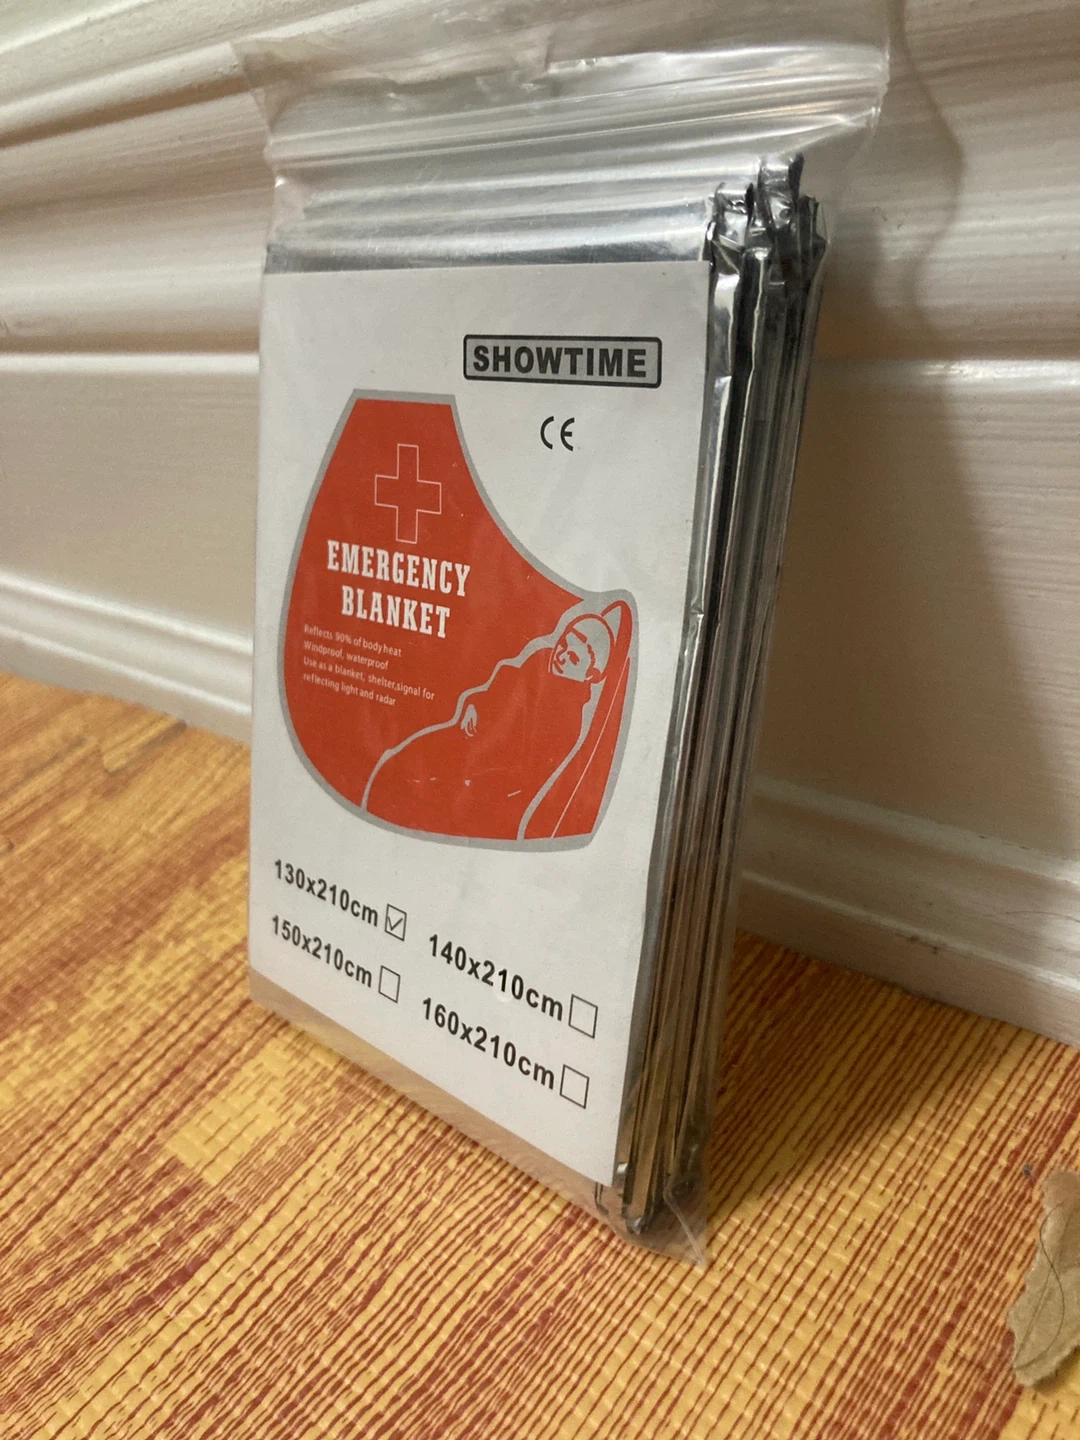 SHOWTIME
CE
EMERGENCY
BLANKET
Reflects 90% of body heat
Windproof, waterproof
Use as a blanket, shelter,signal for
reflecting light and radar
130x210cm
140x210cm
150x210cm
160x210cm